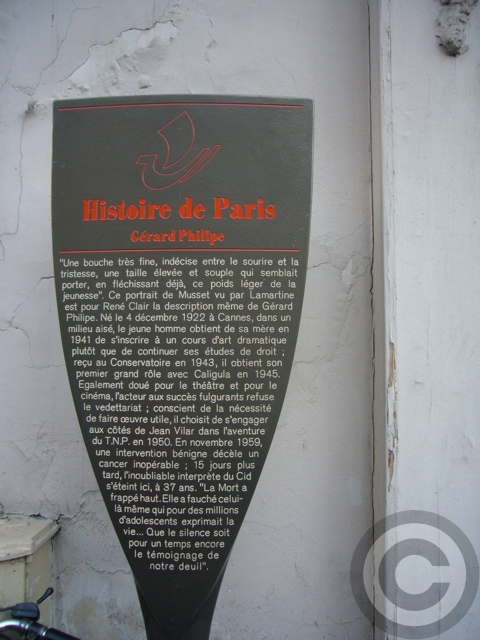 Histoire de Paris
Gérard Philipe
"Une bouche très fine, indécise entre le sourire et la
tristesse, une taille élevée et souple qui semblait
porter, en fléchissant déjà, ce poids léger de la
jeunesse". Ce portrait de Musset vu par Lamartine
est pour René Clair la description même de Gérard
Philipe. Né le 4 décembre 1922 à Cannes, dans un
milieu aisé, le jeune homme obtient de sa mère en
1941 de s'inscrire à un cours d'art dramatique
plutôt que de continuer ses études de droit ;
reçu au Conservatoire en 1943, il obtient son
premier grand rôle avec Caligula en 1945.
Egalement doué pour le théâtre et pour le
cinéma, l'acteur aux succès fulgurants refuse
le vedettariat ; conscient de la nécessité
de faire œuvre utile, il choisit de s'engager
aux côtés de Jean Vilar dans l'aventure
du T.N.P. en 1950. En novembre 1959,
une intervention bénigne décèle un
cancer inopérable ; 15 jours plus
tard, l'inoubliable interprète du Cid
s'éteint ici, à 37 ans. "La Mort a
frappé haut. Elle a fauché celui-
là même qui pour des millions
d'adolescents exprimait la
vie... Que le silence soit
pour un temps encore
le témoignage de
notre deuil".
C